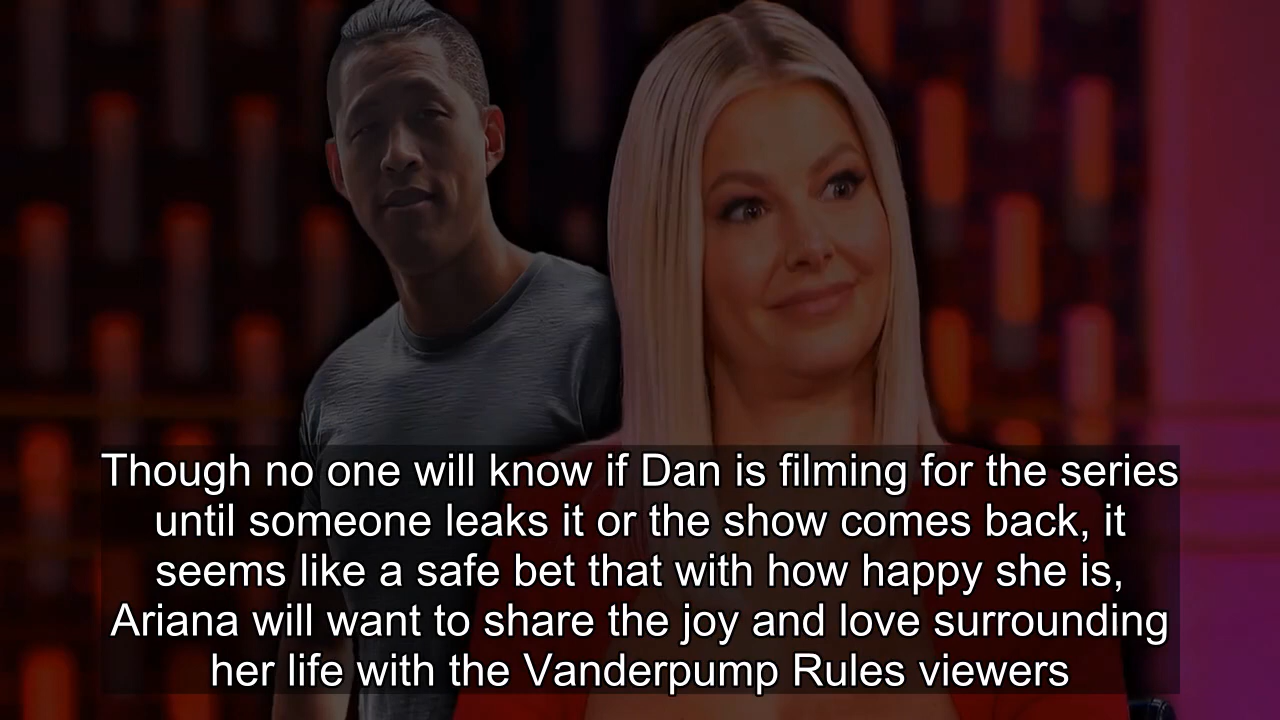 Though no one will know if Dan is filming for the series
until someone leaks it or the show comes back, it
seems like a safe bet that with how happy she is,
Ariana will want to share the joy and love surrounding
her life with the Vanderpump Rules viewers